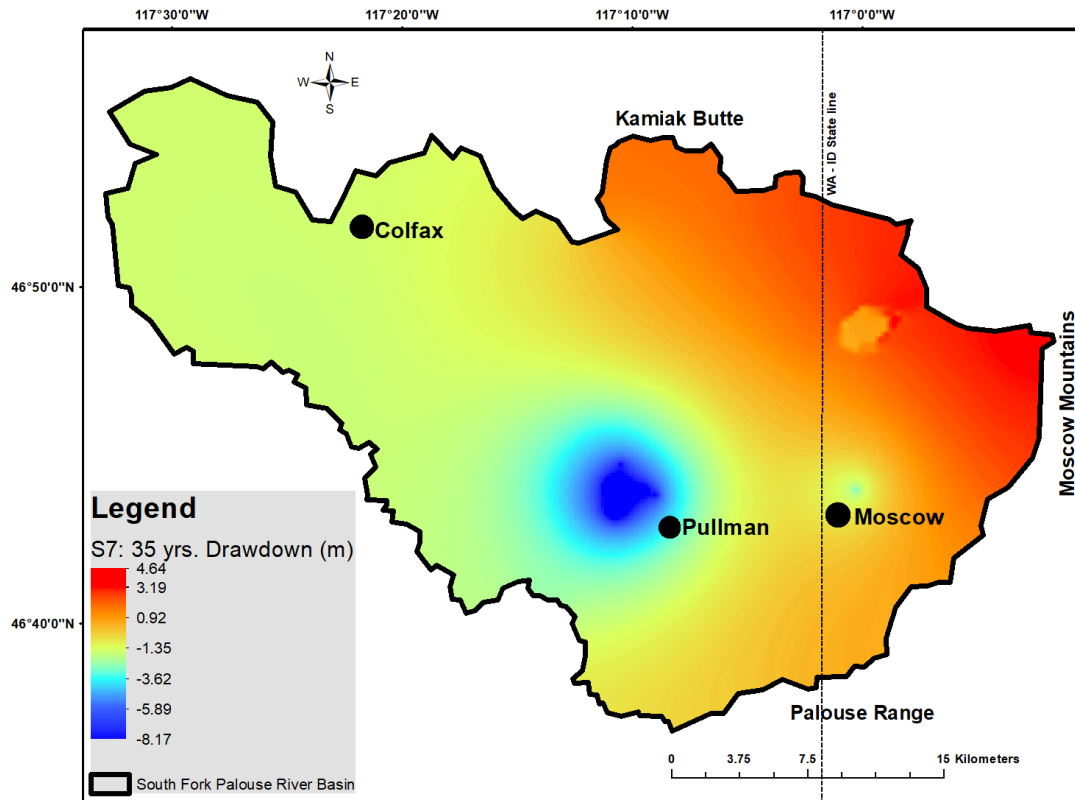 117°30'0"W 117°20'0"W 117°10'0"W 117°0'0"W
N
W E
S
Kamiak Butte
WA - ID State line
Colfax
46°50'0"N
Moscow Mountains
Legend
S7: 35 yrs. Drawdown (m)
4.64
3.19
0.92
-1.35
-3.62
-5.89
-8.17
South Fork Palouse River Basin
Pullman
Moscow
46°40'0"N
Palouse Range
0 3.75 7.5 15 Kilometers